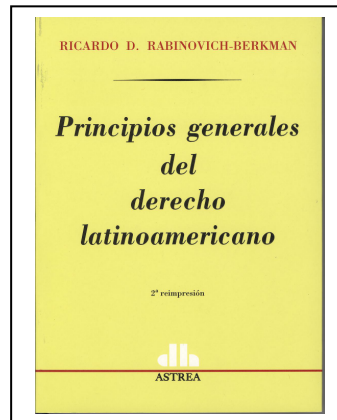 RICARDO D. RABINOVICH-BERKMAN
Principios generales
del
derecho
latinoamericano
2ª reimpresión
ASTREA